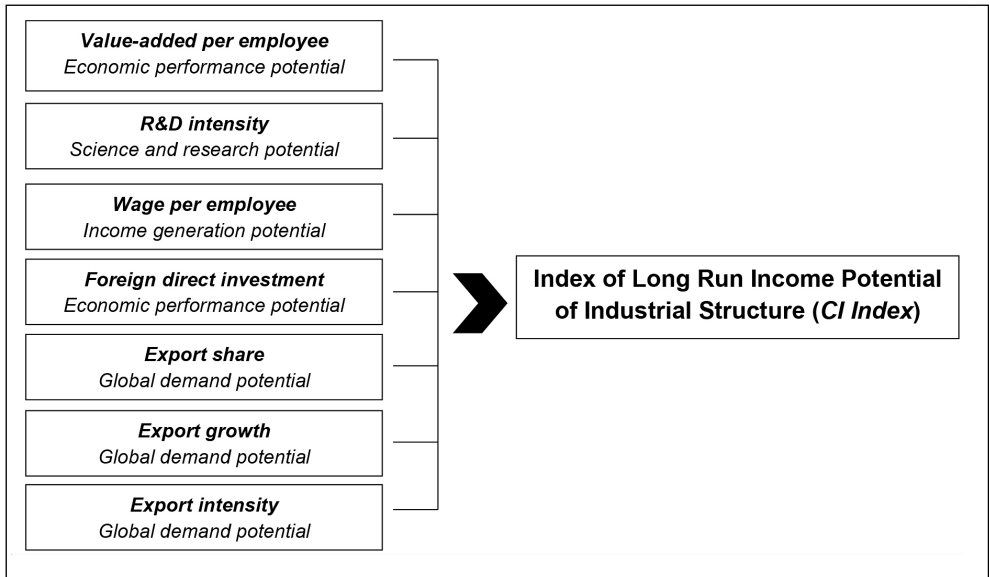 Value-added per employee
Economic performance potential
R&D intensity
Science and research potential
Wage per employee
Income generation potential
Foreign direct investment
Economic performance potential
Export share
Global demand potential
Export growth
Global demand potential
Export intensity
Global demand potential
Index of Long Run Income Potential
of Industrial Structure (CI Index)